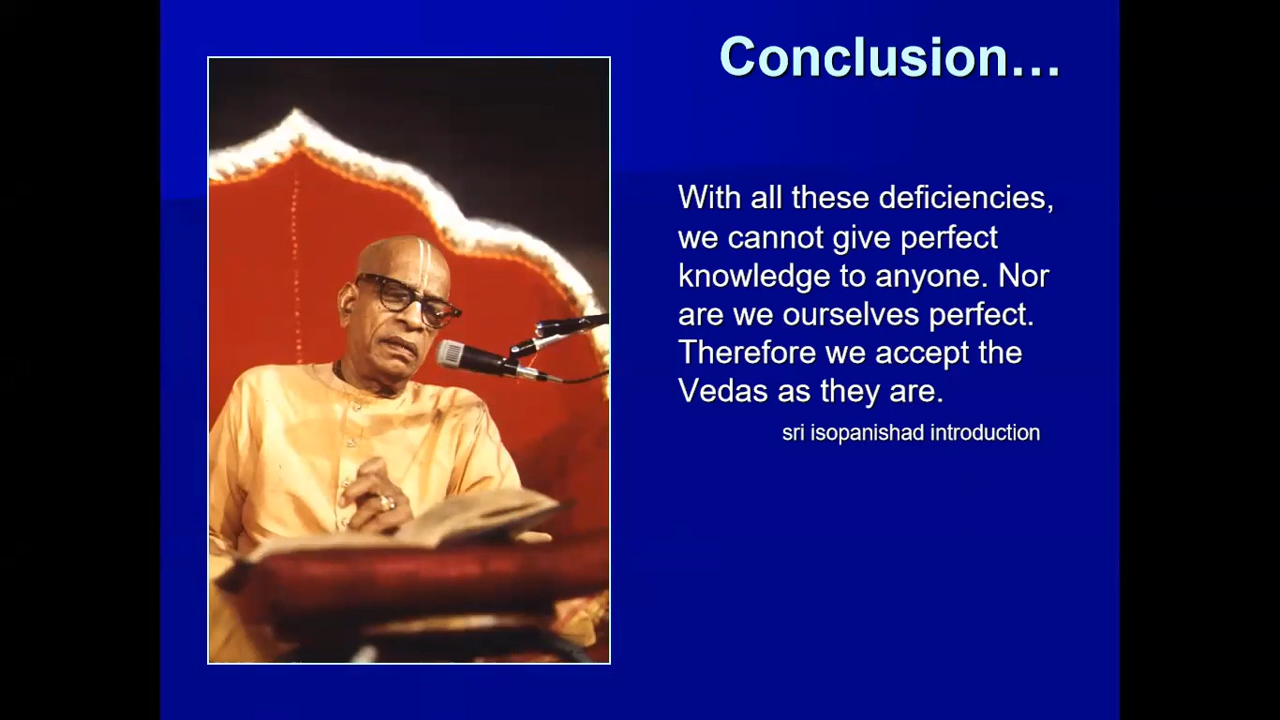 Conclusion…
With all these deficiencies,
we cannot give perfect
knowledge to anyone. Nor
are we ourselves perfect.
Therefore we accept the
Vedas as they are.
sri isopanishad introduction